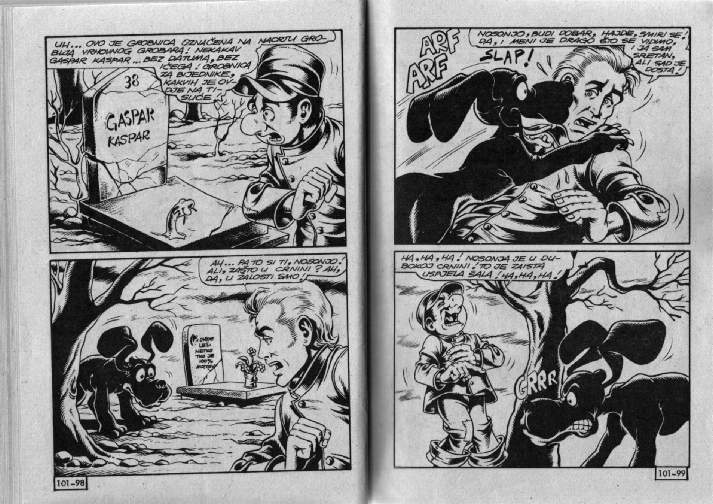 UH... OVO JE GROBNICA OZNAČENA NA NACRTU GRO-
BLJA VRHOVNOG GROBARA! NEKAKAV
GASPAR KASPAR... BEZ DATUMA, BEZ
IČEGA! GROBNICA
ZA BIJEDNIKE,
KAKVIH JE OV-
DJE NA TI-
SUĆE.
38
GASPAR
KASPAR
AH... PA TO SI TI, NOSONJO!
ALI, ZAŠTO U CRNINI? AH,
DA, U ŽALOSTI SMO!
101-98
NOSONJO, BUDI DOBAR, HAJDE, SMIRI SE!
DA, I MENI JE DRAGO ŠTO SE VIDIMO,
I JA SAM
SRETAN,
ALI SAD JE
DOSTA!
ARF
ARF
SLAP!
HA, HA, HA! NOSONJA JE U DU-
BOKOJ CRNINI! TO JE ZAISTA
USPJELA ŠALA! HA, HA, HA!
GRRR
101-99